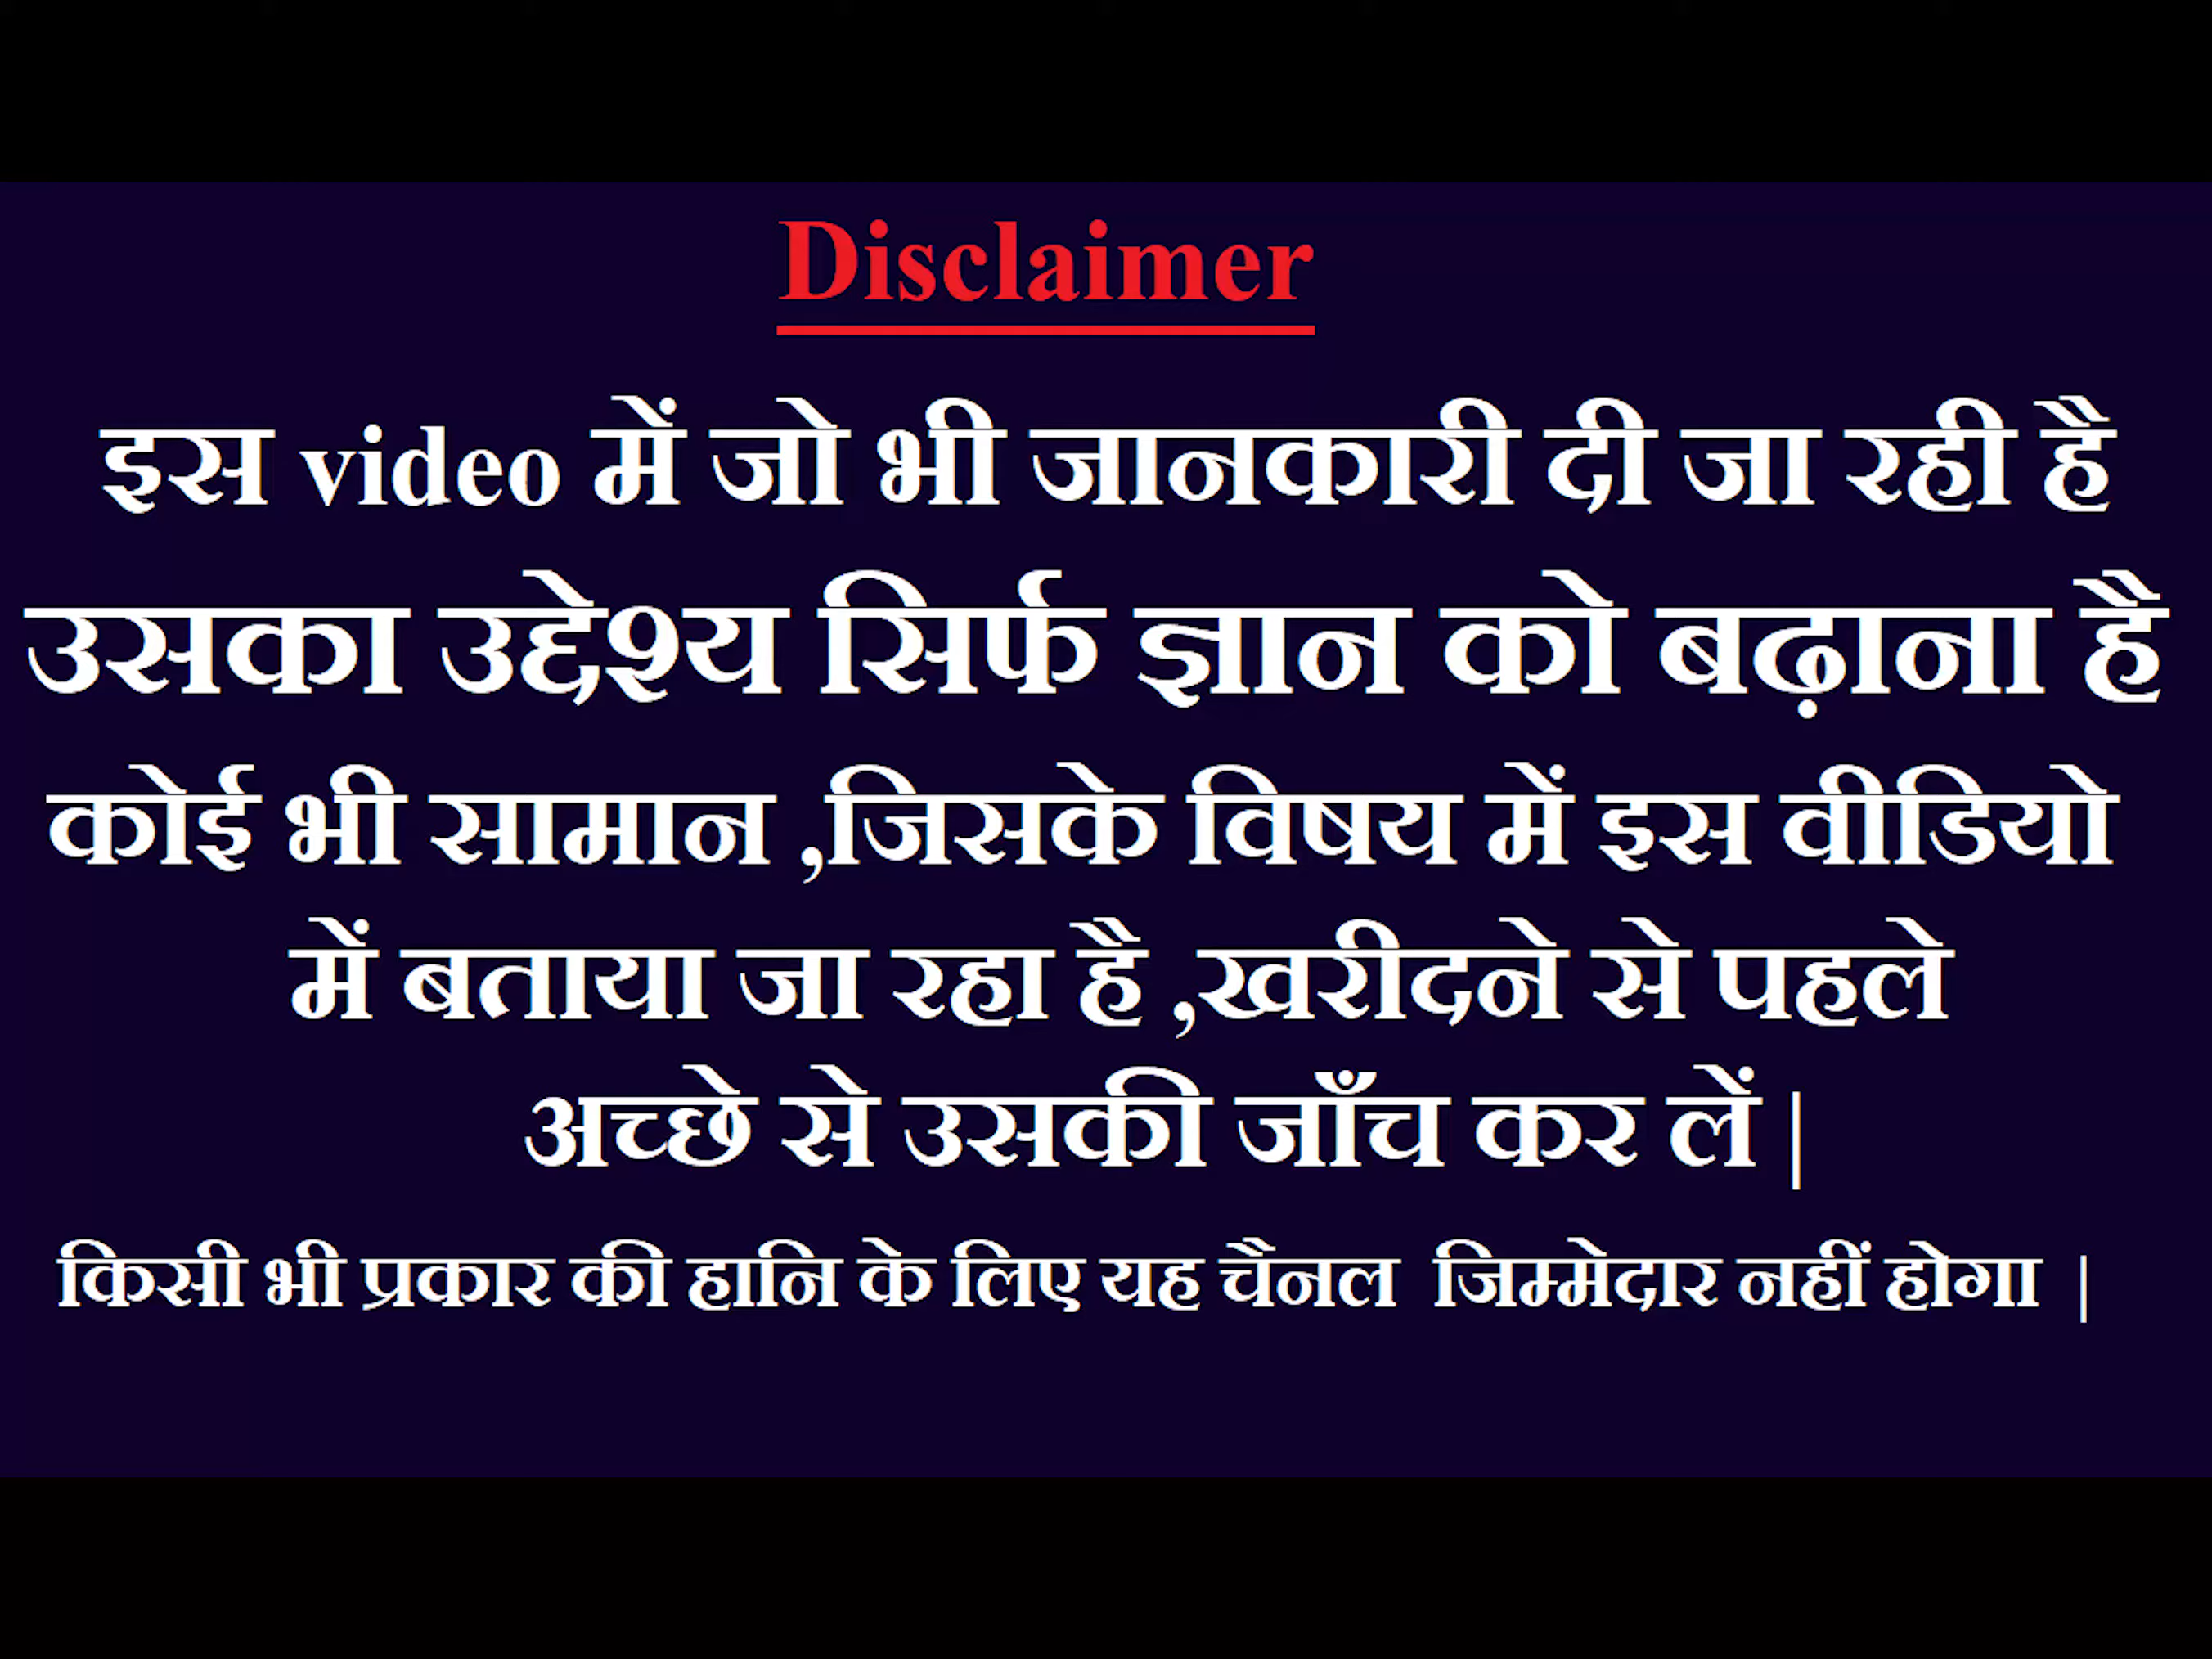 Disclaimer
इस video में जो भी जानकारी दी जा रही है
उसका उद्देश्य सिर्फ ज्ञान को बढ़ाना है
कोई भी सामान ,जिसके विषय में इस वीडियो
में बताया जा रहा है ,खरीदने से पहले
अच्छे से उसकी जाँच कर लें |
किसी भी प्रकार की हानि के लिए यह चैनल जिम्मेदार नहीं होगा |